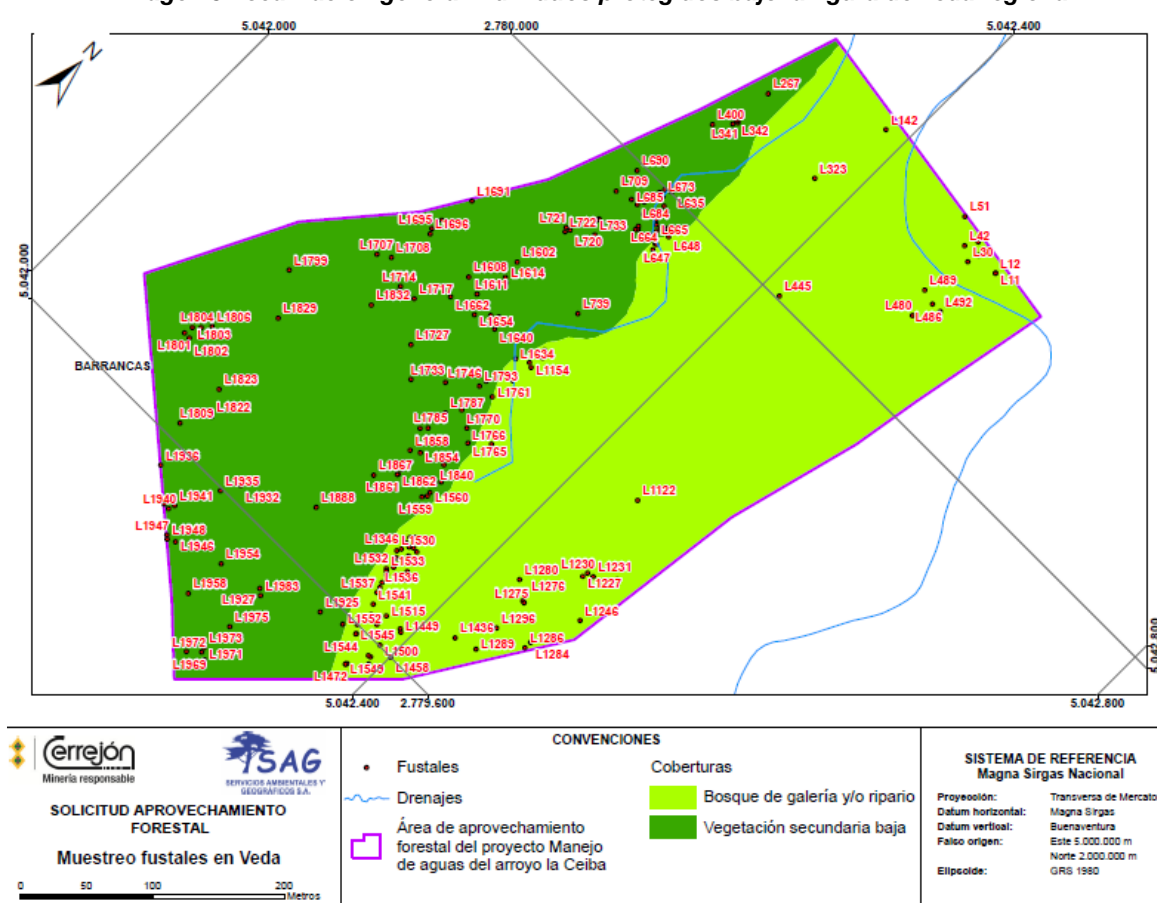 5.042.000
2.780.000
5.042.400
N
L267
L400
L341
L342
L142
L690
L323
L709
L673
L1691
L685
L635
L51
L684
L1695
L1696
L721
L722
L733
L665
L42
L664
L720
L648
L30
L1707
L1708
L647
L1602
L12
L1799
L11
L1608
L1614
5.042.000
L1714
L1611
L445
L489
L1832
L1717
L1662
L739
L480
L492
L1829
L1654
L486
L1804
L1806
L1803
L1640
L1801
L1802
L1727
L1634
BARRANCAS
L1154
L1733
L1746
L1793
L1823
L1761
L1822
L1787
L1809
L1785
L1770
L1766
L1858
L1765
L1854
L1936
L1867
L1840
L1935
L1862
L1861
L1940
L1941
L1932
L1560
L1888
L1559
L1122
L1947
L1948
L1346
L1530
L1946
L1954
L1532
L1533
L1230
L1231
L1280
L1958
L1983
L1537
L1536
L1276
L1227
L1927
L1541
L1275
L1925
L1515
L1246
L1975
L1552
L1296
L1449
L1436
L1973
L1545
L1286
L1972
L1544
L1289
L1284
L1971
L1500
L1969
L1549
L1458
L1472
5.042.800
5.042.400
2.779.600
5.042.800
Cerrejón
Minería responsable
SAG
SERVICIOS AMBIENTALES Y
GEOGRÁFICOS S.A.
SOLICITUD APROVECHAMIENTO
FORESTAL
Muestreo fustales en Veda
0 50 100 200
Metros
CONVENCIONES
Fustales
Drenajes
Área de aprovechamiento
forestal del proyecto Manejo
de aguas del arroyo la Ceiba
Coberturas
Bosque de galería y/o ripario
Vegetación secundaria baja
SISTEMA DE REFERENCIA
Magna Sirgas Nacional
Proyección: Transversa de Mercato
Datum horizontal: Magna Sirgas
Datum vertical: Buenaventura
Falso origen: Este 5.000.000 m
Norte 2.000.000 m
Elipsoide: GRS 1980